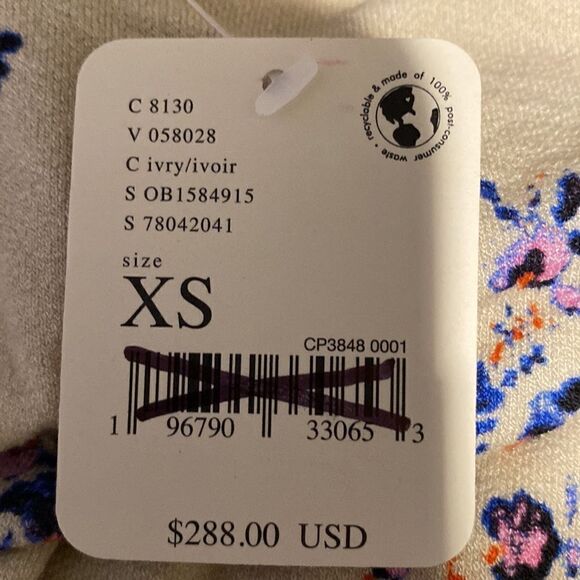 C 8130
V 058028
C ivry/ivoir
S OB1584915
S 78042041
size
XS
CP3848 0001
1 96790 33065 3
$288.00 USD
recyclable & made of 100% post-consumer waste •